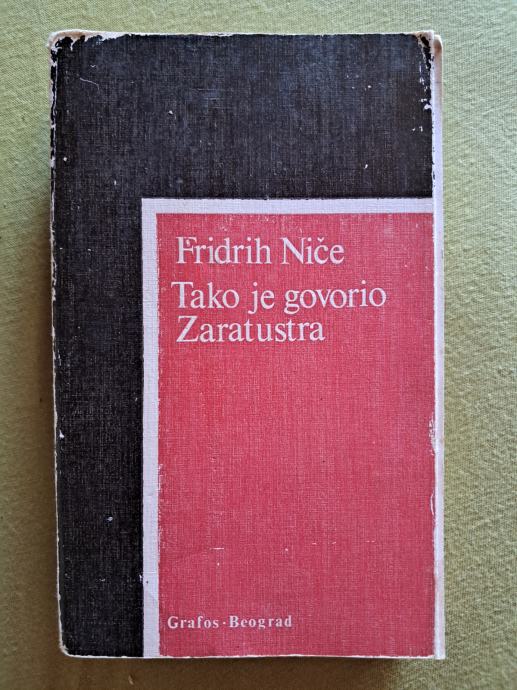 Fridrih Niče
Tako je govorio
Zaratustra
Grafos · Beograd